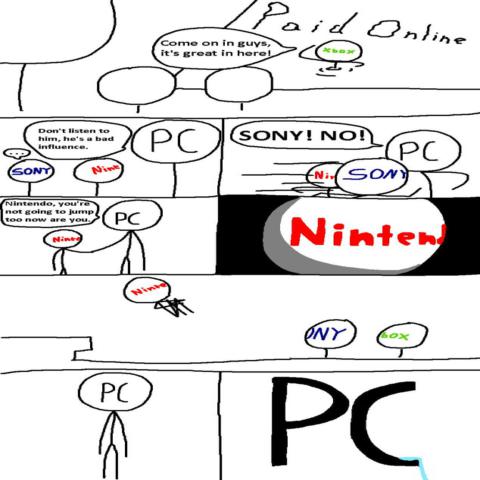 Paid Online
Come on in guys,
it's great in here!
xbox
Don't listen to
him, he's a bad
influence.
PC
...
SONY
Nint
SONY! NO!
PC
Nin
SONY
Nintendo, you're
not going to jump
too now are you.
PC
Ninte
Nintend
Ninte
ONY
box
PC
PC